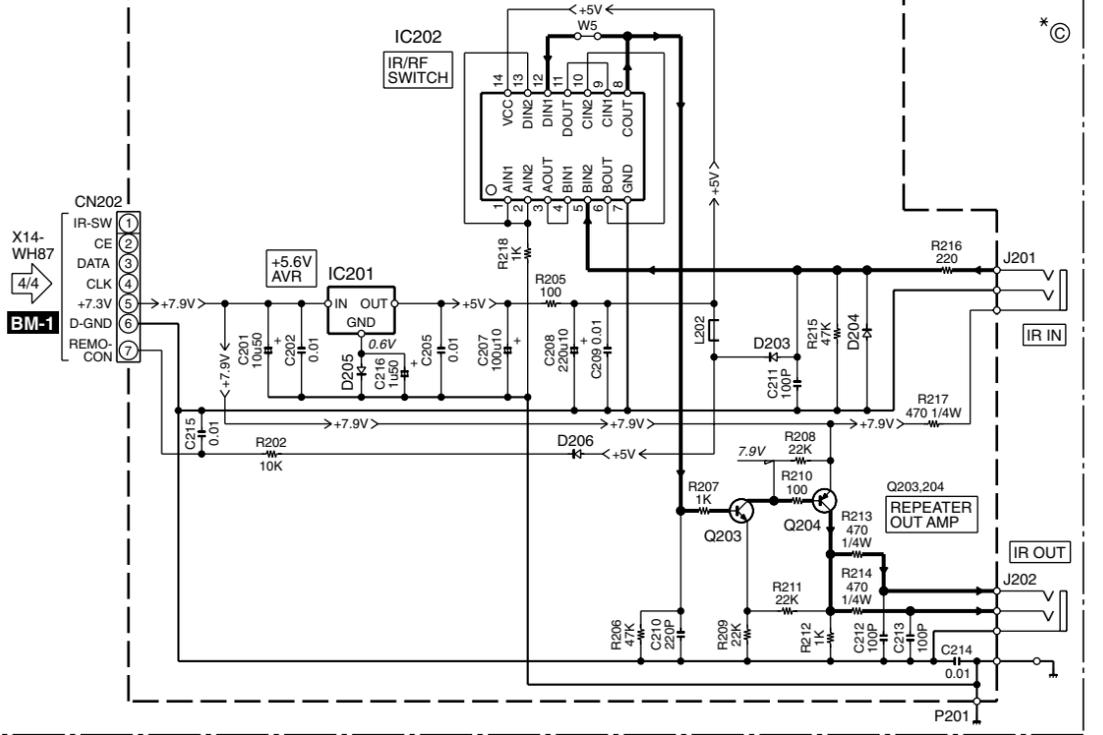 +5V
W5
*©
IC202
IR/RF
SWITCH
14
13
12
11
10
9
8
VCC
DIN2
DIN1
DOUT
CIN2
CIN1
COUT
AIN1
AIN2
AOUT
BIN1
BIN2
BOUT
GND
1
2
3
4
5
6
7
+5V
CN202
X14-
WH87
4/4
BM-1
IR-SW 1
CE 2
DATA 3
CLK 4
+7.3V 5
D-GND 6
REMO-
CON 7
+7.9V
+5.6V
AVR
IC201
IN OUT
GND
0.6V
+5V
R218
1K
R205
100
R216
220
J201
IR IN
+7.9V
C201
10u50
+
C202
0.01
D205
C216
1u50
+
C205
0.01
C207
100u10
+
C208
220u10
+
C209 0.01
L202
D203
C211
100P
R215
47K
D204
R217
470 1/4W
C215
0.01
+7.9V
+7.9V
+7.9V
R202
10K
D206
+5V
7.9V
R208
22K
R210
100
R207
1K
Q203
Q204
Q203,204
REPEATER
OUT AMP
R213
470
1/4W
IR OUT
J202
R214
470
1/4W
R211
22K
R206
47K
C210
220P
R209
22K
R212
1K
C212
100P
C213
100P
C214
0.01
P201